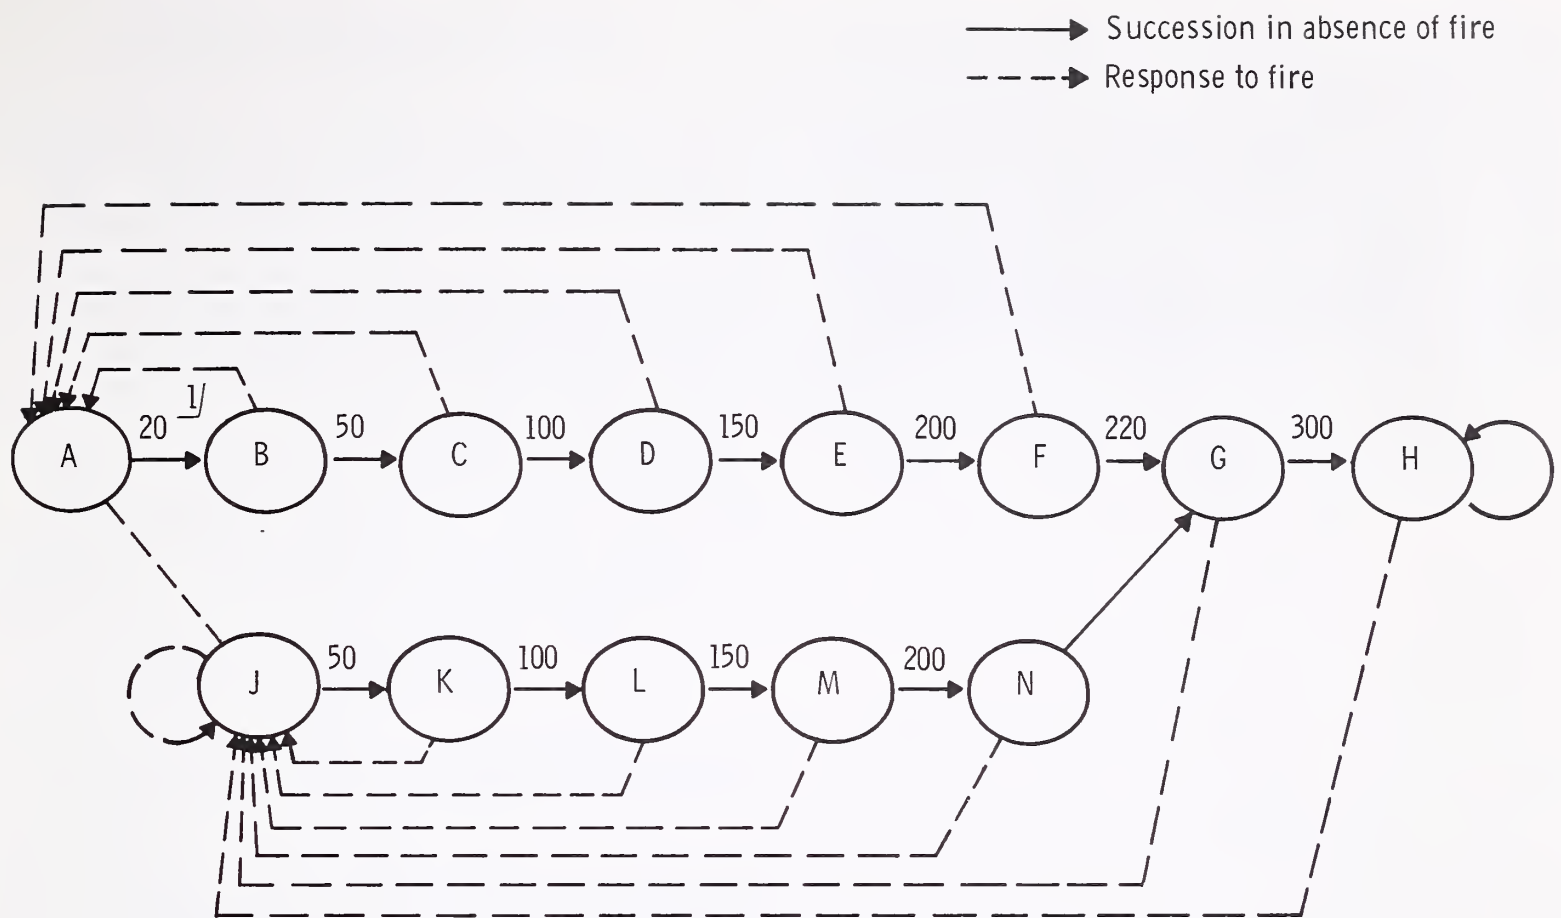 Succession in absence of fire
Response to fire
20 1/ 50 100 150 200 220 300
A B C D E F G H
50 100 150 200
J K L M N